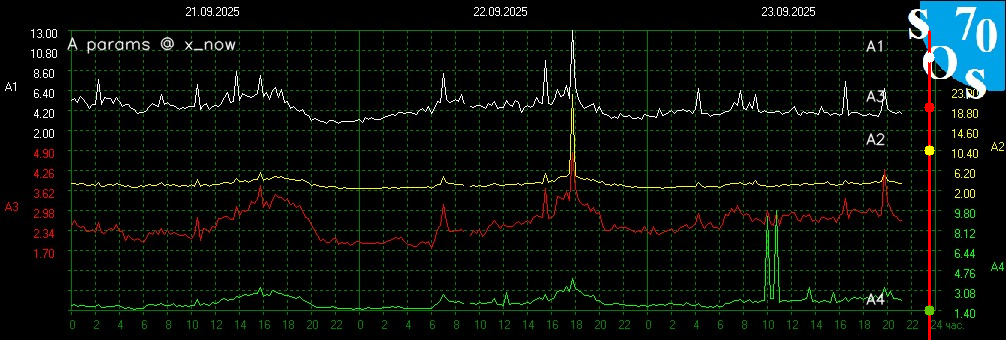 21.09.2025 22.09.2025 23.09.2025
A params @ x_now
S 70
O s
13.00
10.80
8.60
6.40
4.20
2.00
4.90
4.26
3.62
2.98
2.34
1.70
A1
A3
A1
A3
A2
A4
18.80
14.60
10.40
6.20
2.00
9.80
8.12
6.44
4.76
3.08
1.40
A2
A4
0 2 4 6 8 10 12 14 16 18 20 22 0 2 4 6 8 10 12 14 16 18 20 22 0 2 4 6 8 10 12 14 16 18 20 22 24 час.